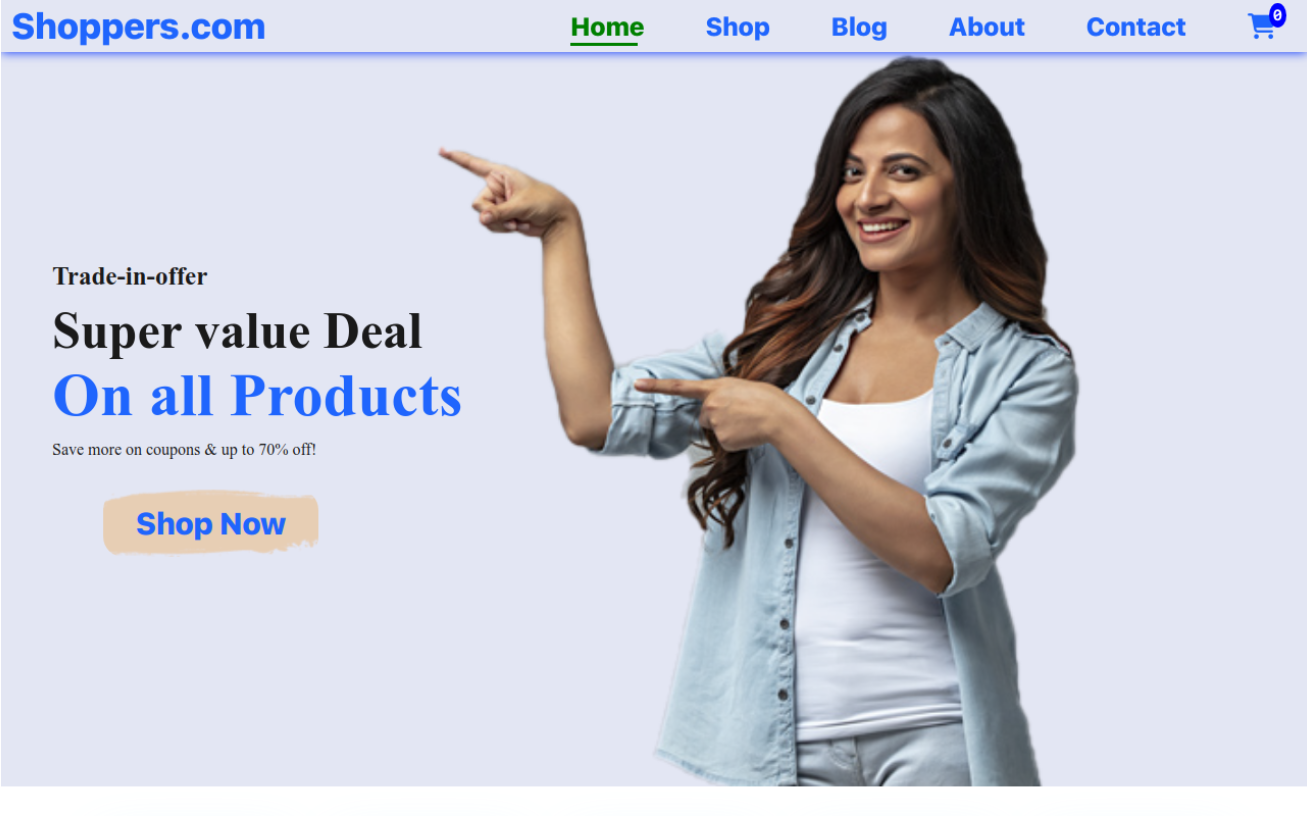 Shoppers.com Home Shop Blog About Contact 0
Trade-in-offer
Super value Deal
On all Products
Save more on coupons & up to 70% off!
Shop Now